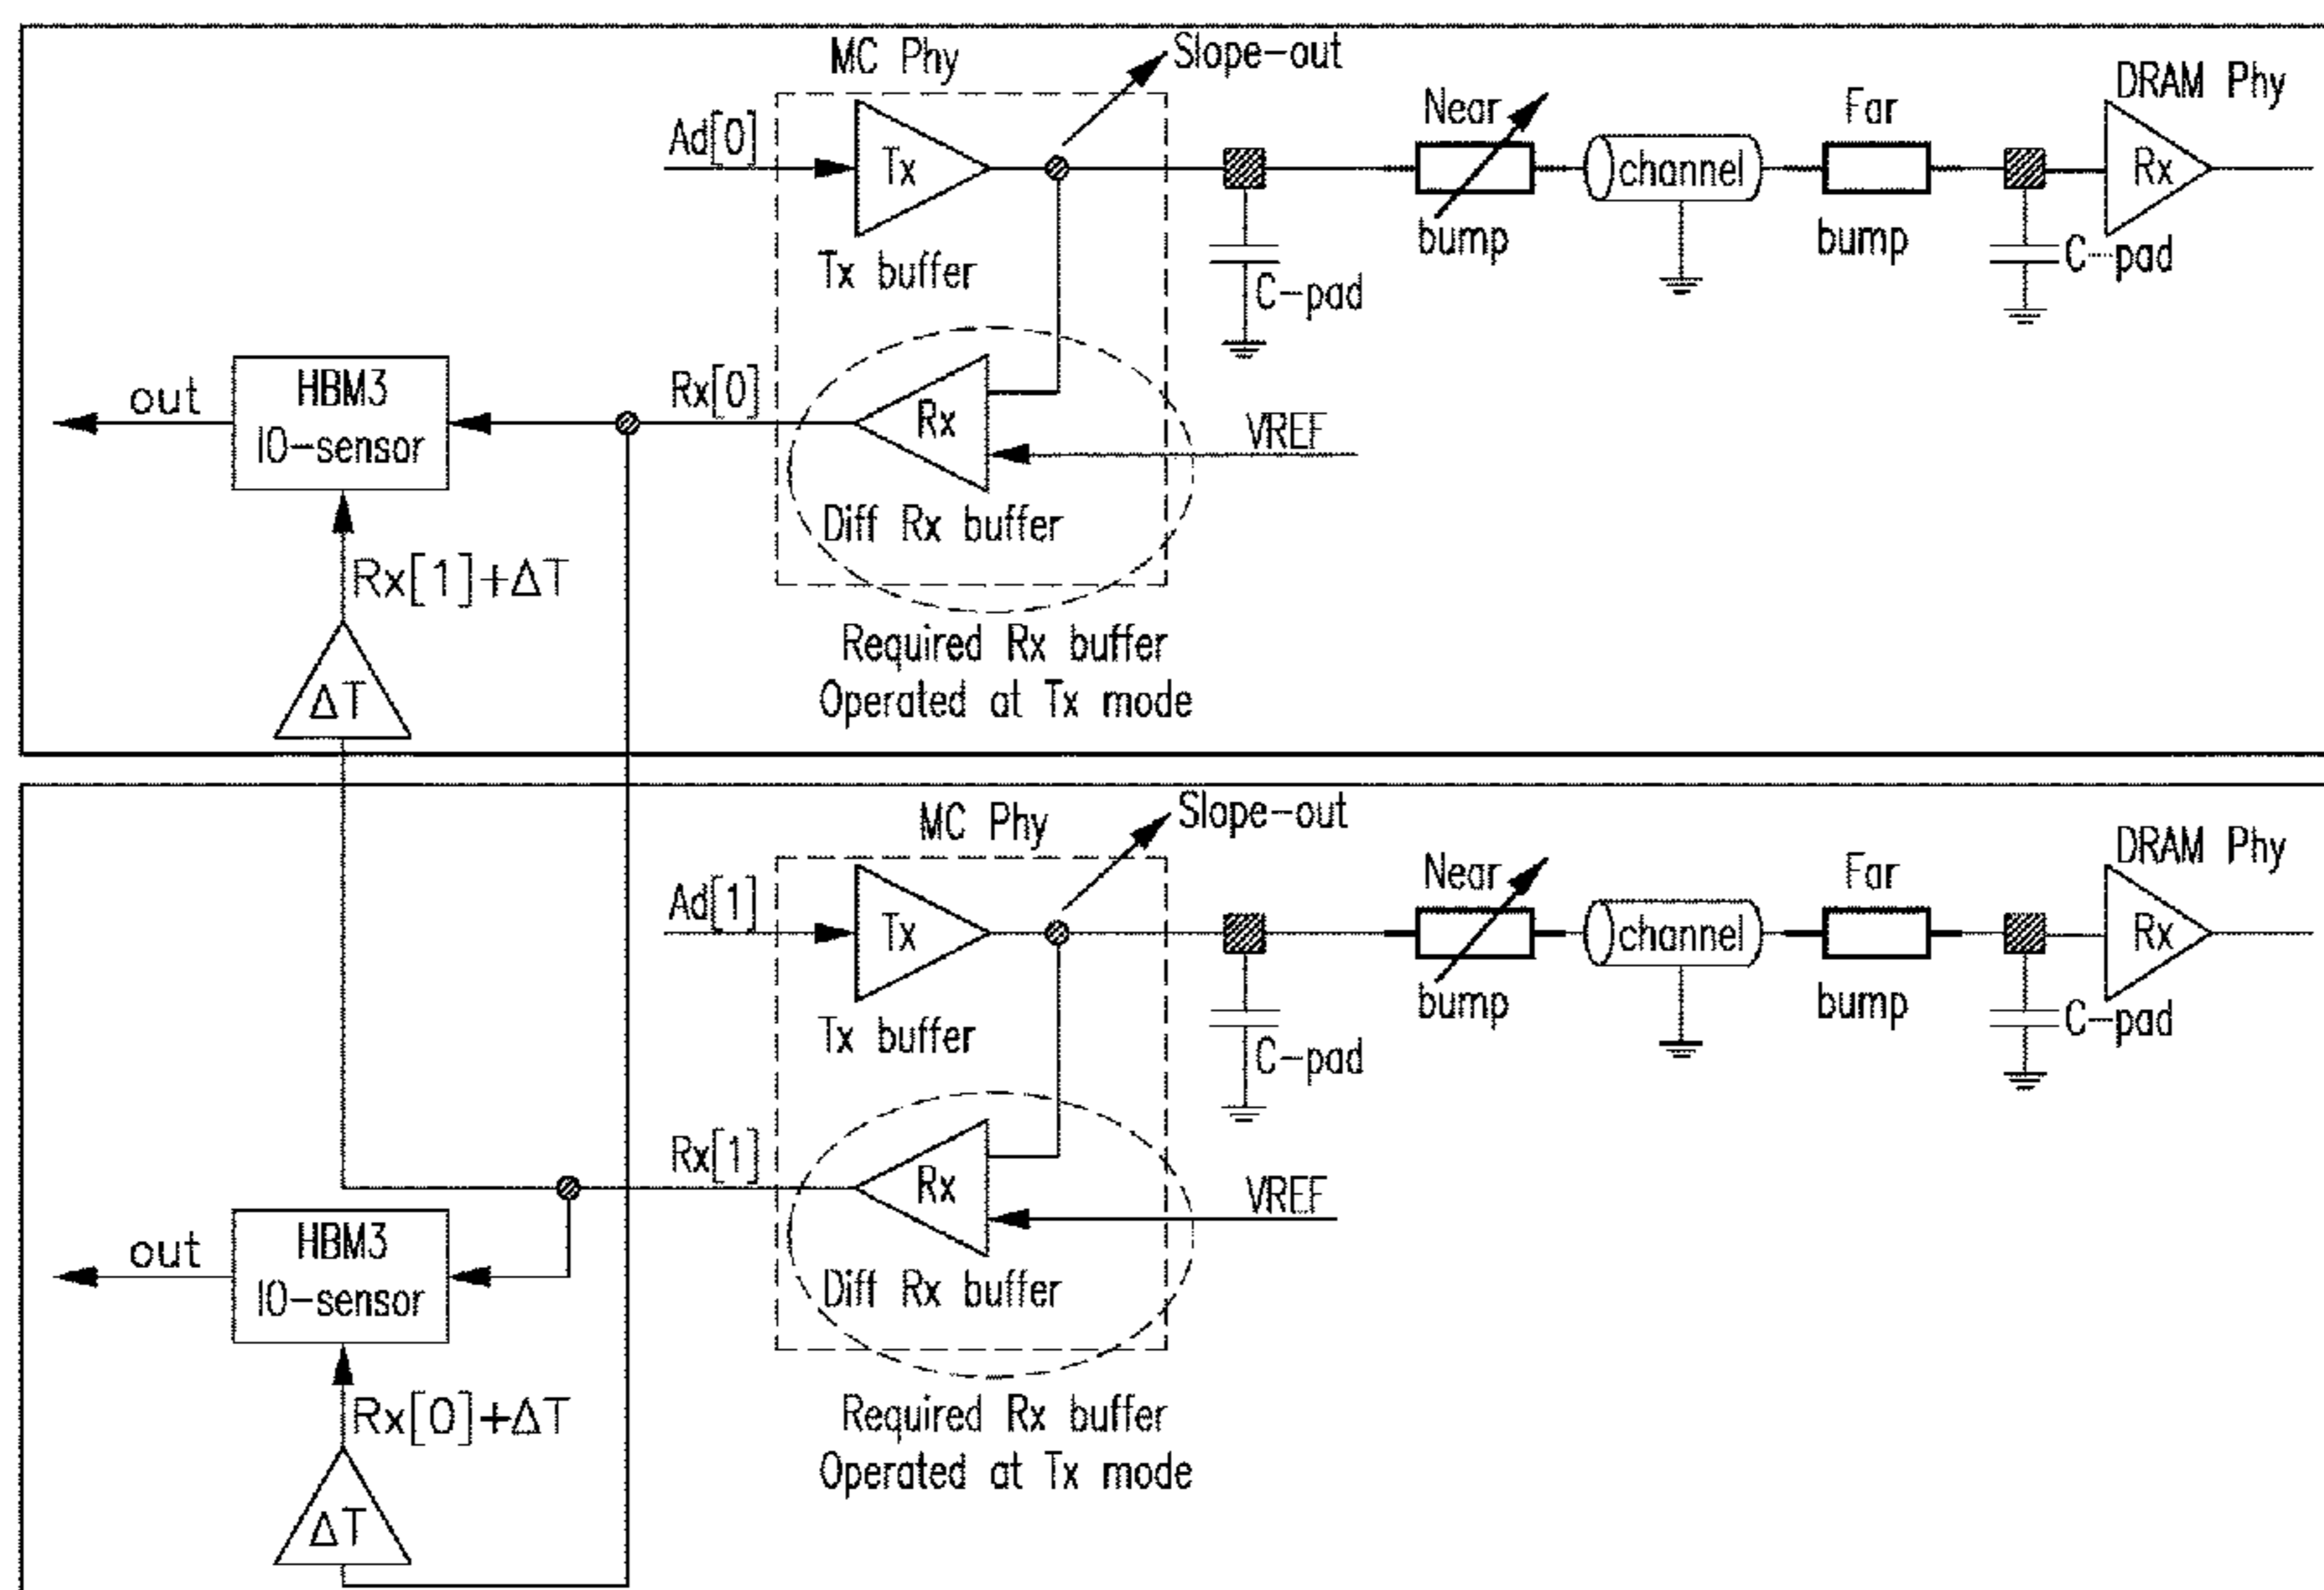 MC Phy
Slope-out
DRAM Phy
Ad[0]
Tx
Near
channel
Far
Rx
Tx buffer
bump
bump
C-pad
C-pad
out
HBM3
IO-sensor
Rx[0]
Rx
VREF
Diff Rx buffer
Rx[1]+ΔT
Required Rx buffer
Operated at Tx mode
ΔT
MC Phy
Slope-out
DRAM Phy
Ad[1]
Tx
Near
channel
Far
Rx
Tx buffer
bump
bump
C-pad
C-pad
Rx[1]
Rx
VREF
out
HBM3
IO-sensor
Diff Rx buffer
Rx[0]+ΔT
Required Rx buffer
Operated at Tx mode
ΔT